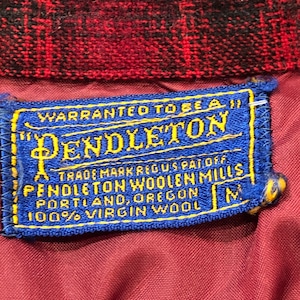 WARRANTED TO BE A
"PENDLETON"
TRADE MARK REG U.S. PAT. OFF.
PENDLETON WOOLEN MILLS
PORTLAND, OREGON
100% VIRGIN WOOL
M